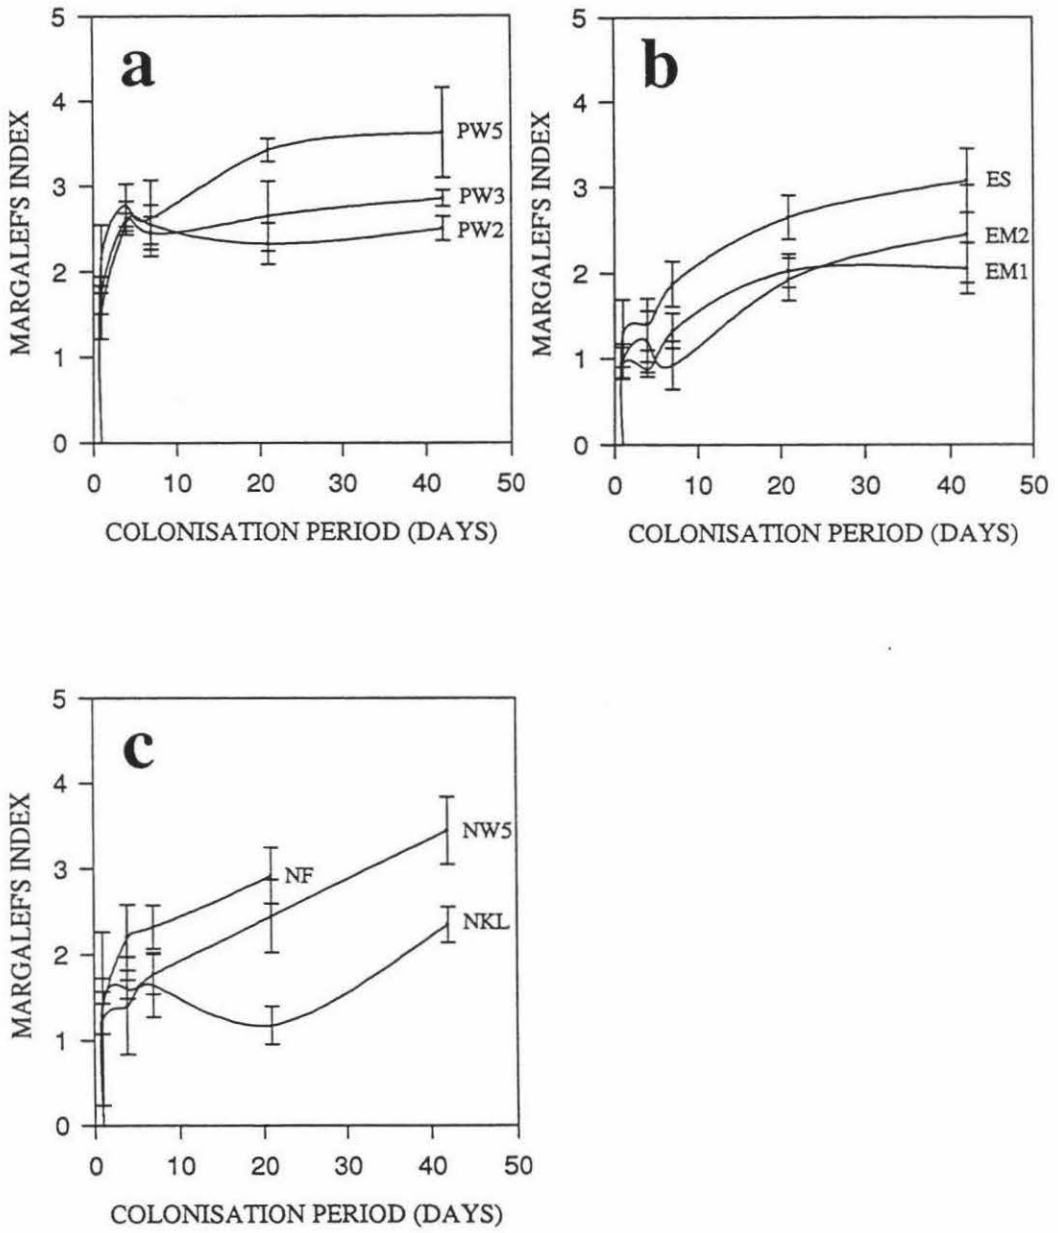 a
5
4
3
2
1
0
MARGALEFS INDEX
PW5
PW3
PW2
0 10 20 30 40 50
COLONISATION PERIOD (DAYS)
b
5
4
3
2
1
0
MARGALEFS INDEX
ES
EM2
EM1
0 10 20 30 40 50
COLONISATION PERIOD (DAYS)
c
5
4
3
2
1
0
MARGALEFS INDEX
NW5
NF
NKL
0 10 20 30 40 50
COLONISATION PERIOD (DAYS)